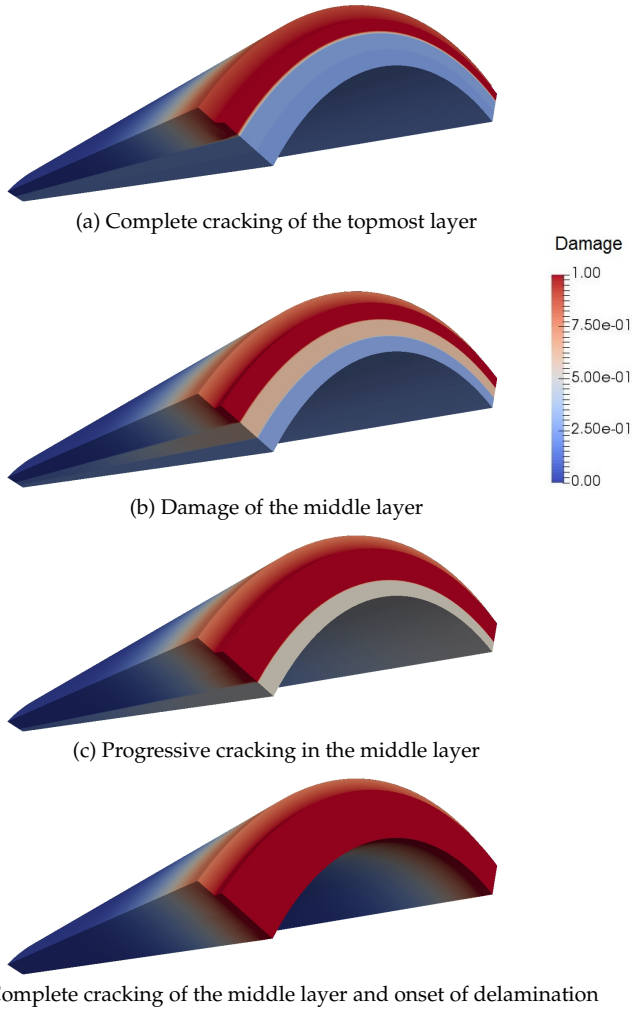 (a) Complete cracking of the topmost layer
Damage
1.00
7.50e-01
5.00e-01
2.50e-01
0.00
(b) Damage of the middle layer
(c) Progressive cracking in the middle layer
omplete cracking of the middle layer and onset of delamination